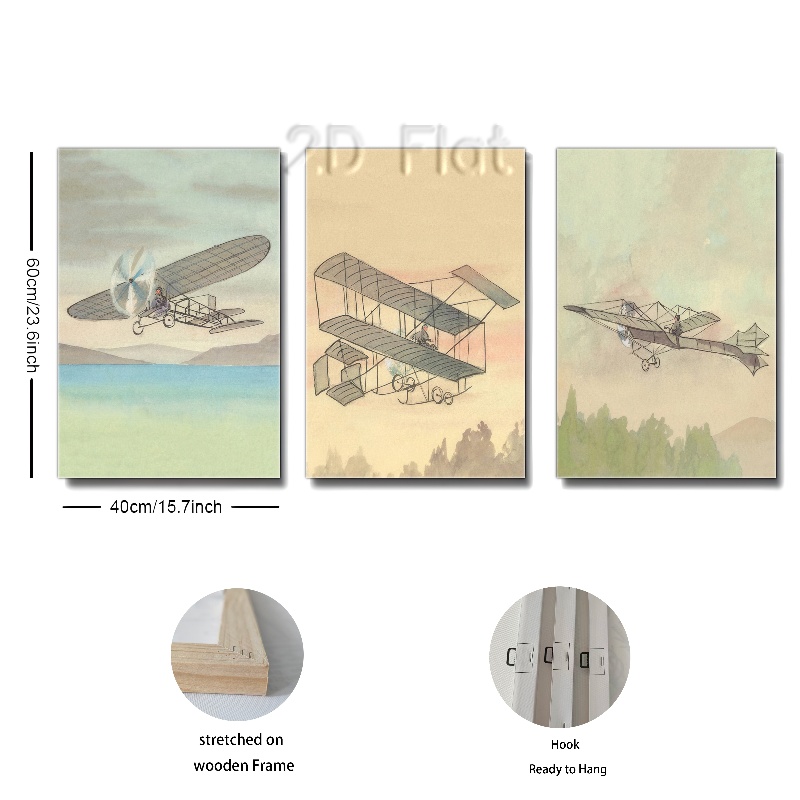 2D Flat
60cm/23.6inch
40cm/15.7inch
stretched on
wooden Frame
Hook
Ready to Hang